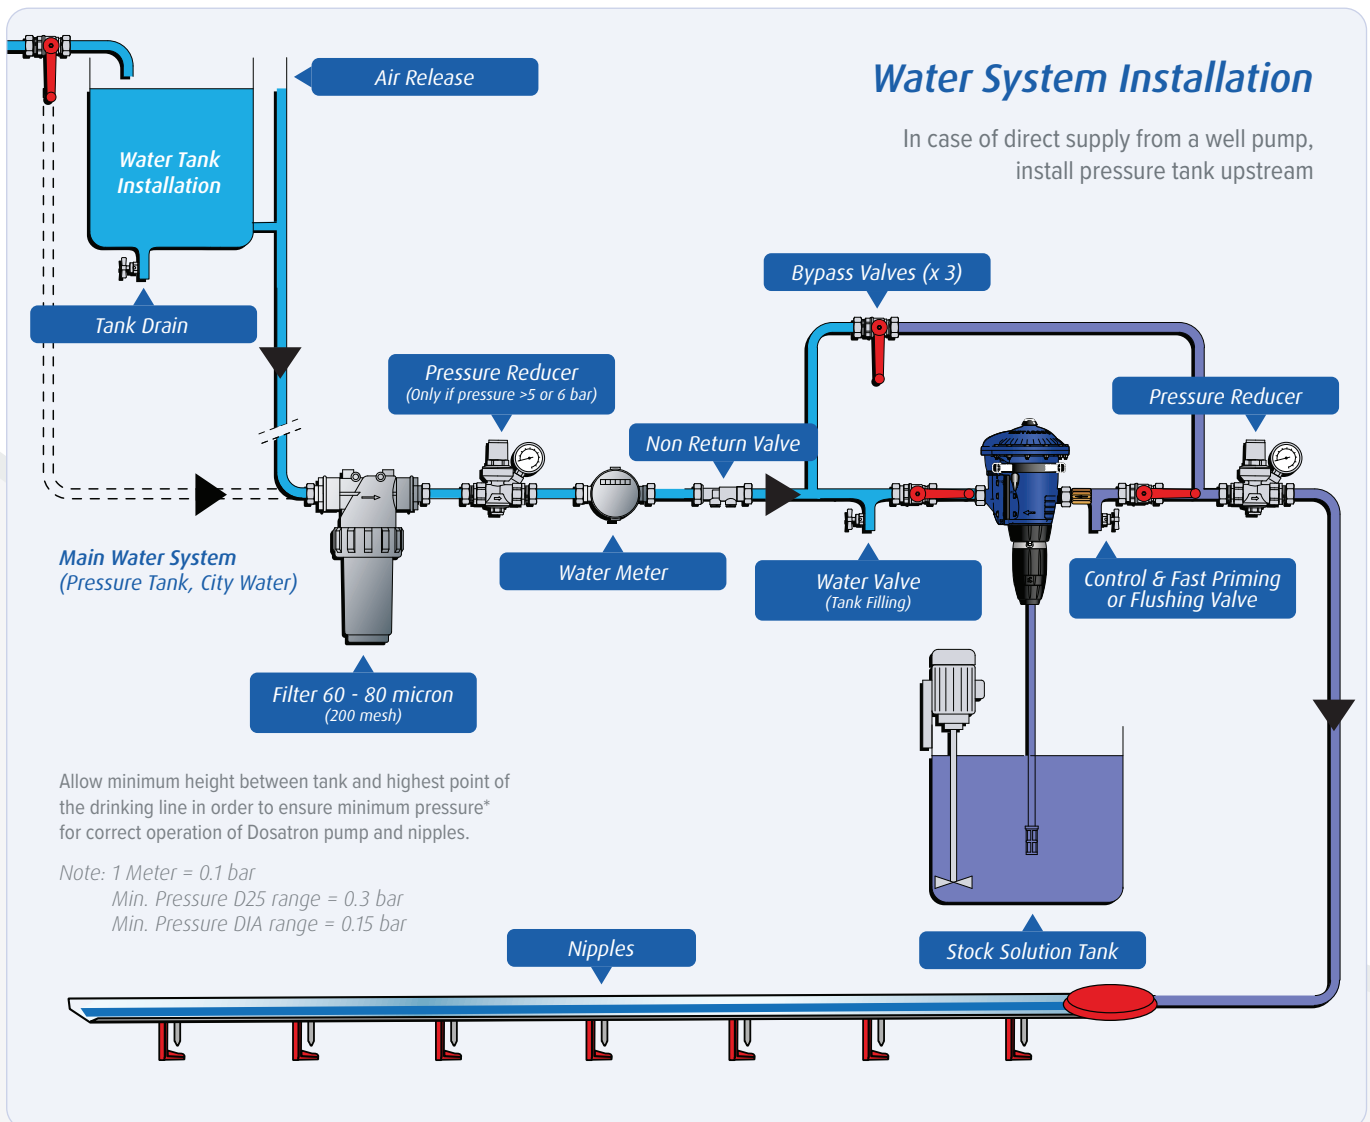 Water System Installation
In case of direct supply from a well pump,
install pressure tank upstream
Air Release
Water Tank
Installation
Tank Drain
Bypass Valves (x 3)
Pressure Reducer
(Only if pressure >5 or 6 bar)
Pressure Reducer
Non Return Valve
Main Water System
(Pressure Tank, City Water)
Water Meter
Water Valve
(Tank Filling)
Control & Fast Priming
or Flushing Valve
Filter 60 - 80 micron
(200 mesh)
Allow minimum height between tank and highest point of
the drinking line in order to ensure minimum pressure*
for correct operation of Dosatron pump and nipples.
Note: 1 Meter = 0.1 bar
Min. Pressure D25 range = 0.3 bar
Min. Pressure DIA range = 0.15 bar
Nipples
Stock Solution Tank